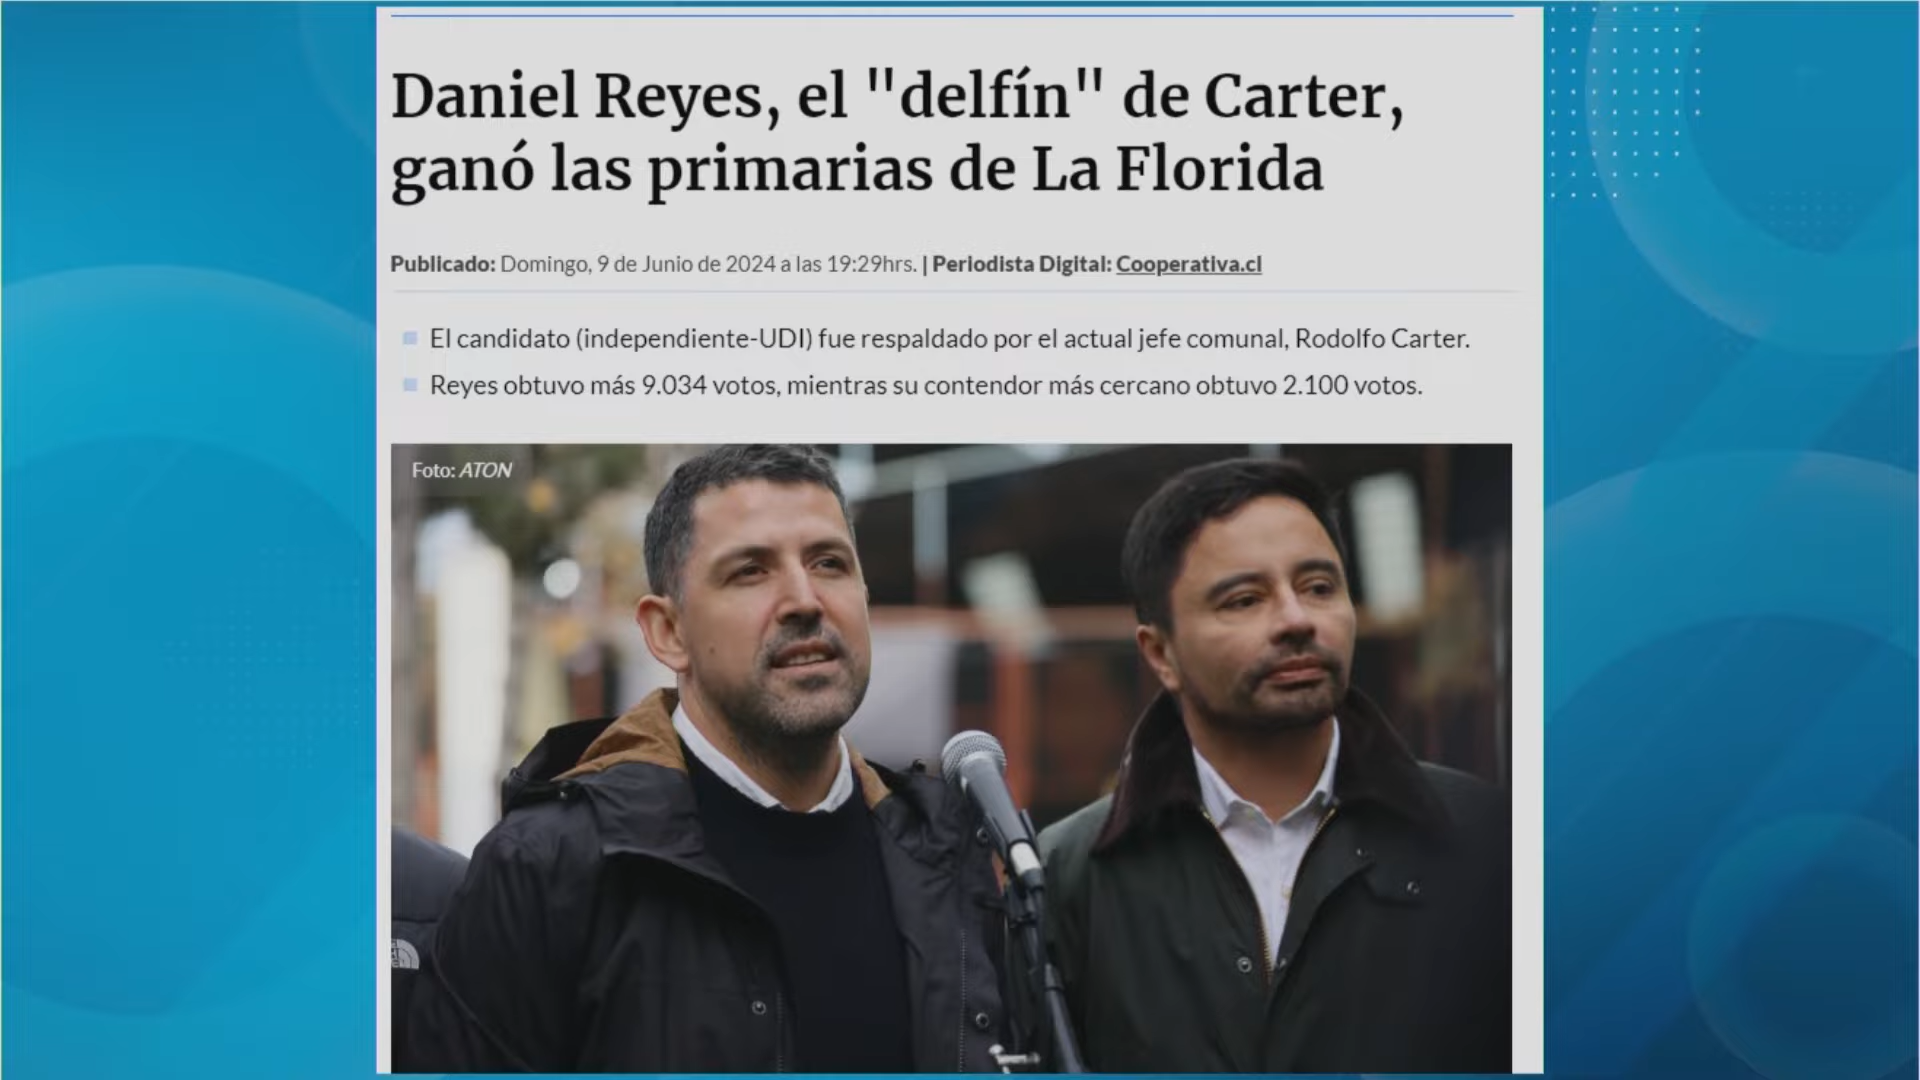 Daniel Reyes, el "delfín" de Carter,
ganó las primarias de La Florida
Publicado: Domingo, 9 de Junio de 2024 a las 19:29hrs. | Periodista Digital: Cooperativa.cl
El candidato (independiente-UDI) fue respaldado por el actual jefe comunal, Rodolfo Carter.
Reyes obtuvo más 9.034 votos, mientras su contendor más cercano obtuvo 2.100 votos.
Foto: ATON